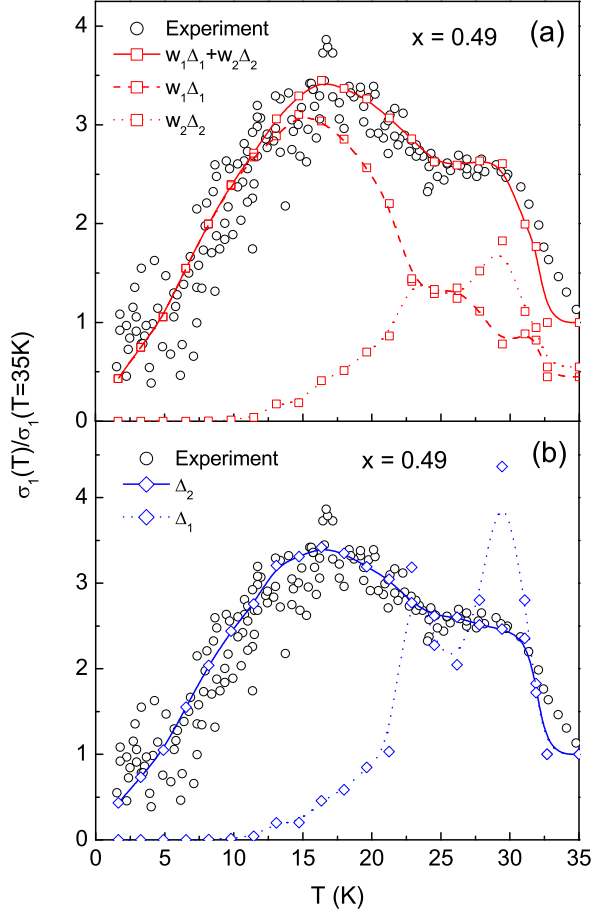 Experiment
w₁Δ₁+w₂Δ₂
w₁Δ₁
w₂Δ₂
x = 0.49
(a)
4
3
2
1
0
Experiment
Δ₂
Δ₁
x = 0.49
(b)
4
3
2
1
0
0 5 10 15 20 25 30 35
T (K)
σ₁(T)/σ₁(T=35K)